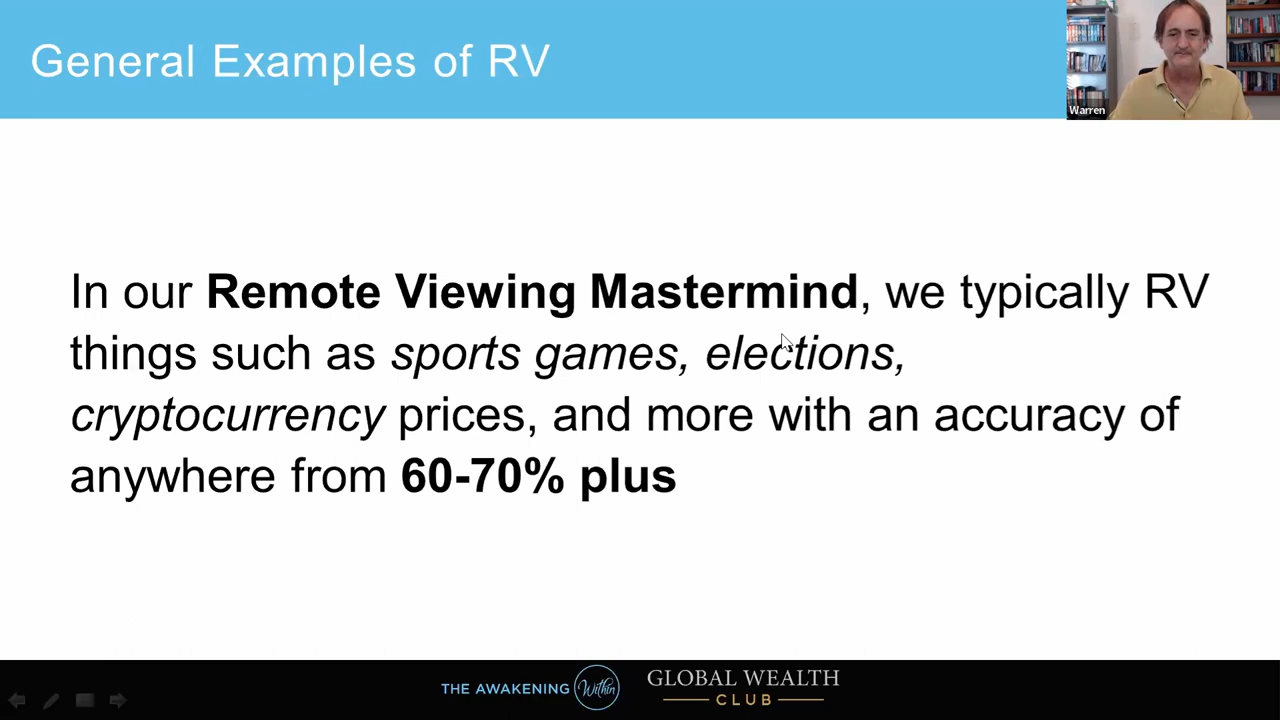 General Examples of RV
Warren
In our Remote Viewing Mastermind, we typically RV
things such as sports games, elections,
cryptocurrency prices, and more with an accuracy of
anywhere from 60-70% plus
THE AWAKENING Within
GLOBAL WEALTH
CLUB